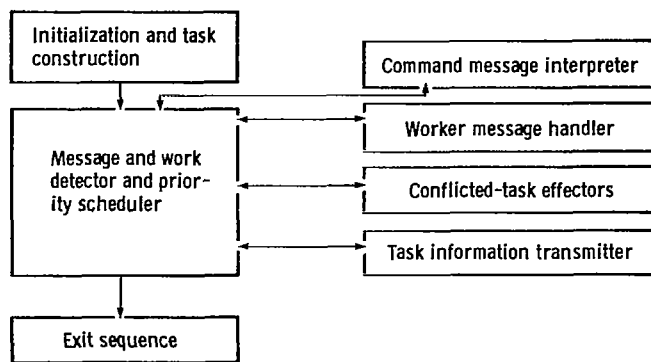 Initialization and task
construction
Command message interpreter
Worker message handler
Message and work
detector and prior-
ity scheduler
Conflicted-task effectors
Task information transmitter
Exit sequence